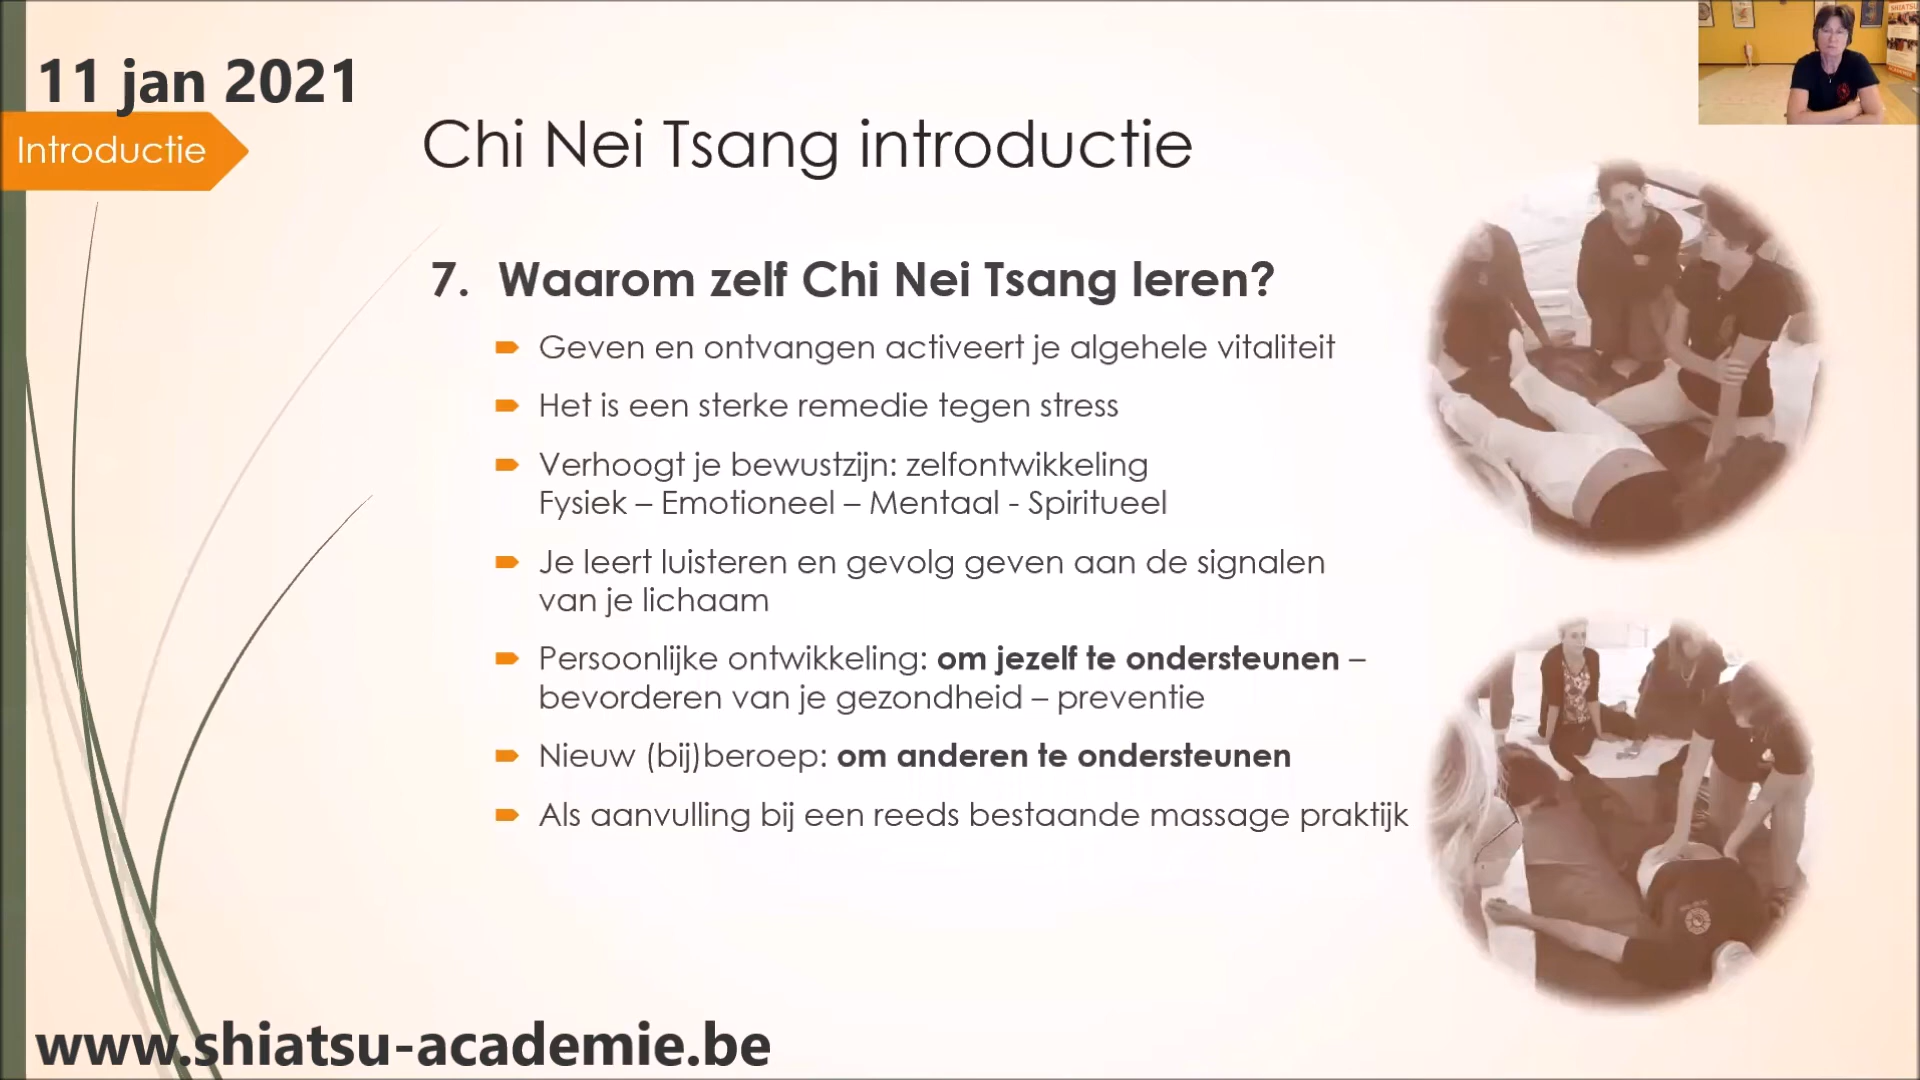 11 jan 2021
Introductie
Chi Nei Tsang introductie
7. Waarom zelf Chi Nei Tsang leren?
Geven en ontvangen activeert je algehele vitaliteit
Het is een sterke remedie tegen stress
Verhoogt je bewustzijn: zelfontwikkeling
Fysiek – Emotioneel – Mentaal - Spiritueel
Je leert luisteren en gevolg geven aan de signalen
van je lichaam
Persoonlijke ontwikkeling: om jezelf te ondersteunen –
bevorderen van je gezondheid – preventie
Nieuw (bij)beroep: om anderen te ondersteunen
Als aanvulling bij een reeds bestaande massage praktijk
www.shiatsu-academie.be
SHIATSU